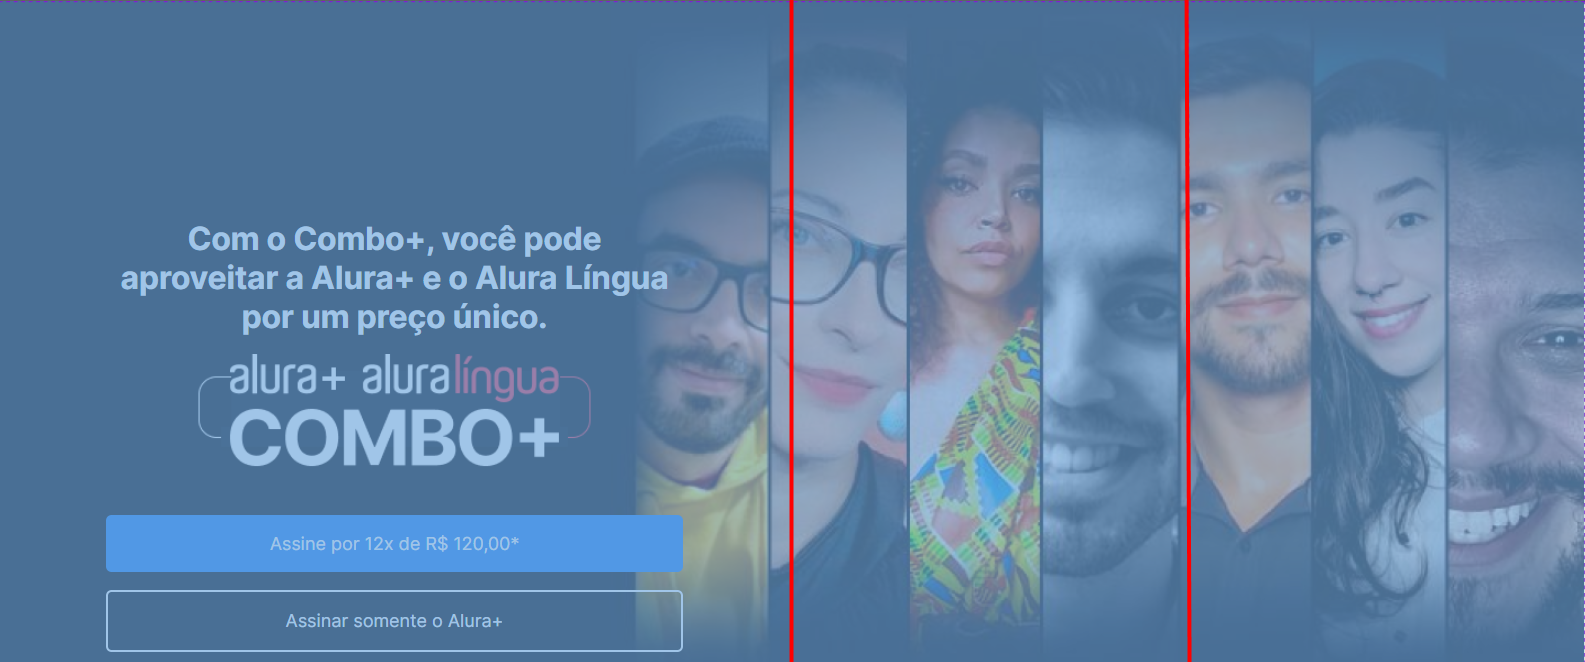 Com o Combo+, você pode
aproveitar a Alura+ e o Alura Língua
por um preço único.
alura+ aluralíngua
COMBO+
Assine por 12x de R$ 120,00*
Assinar somente o Alura+